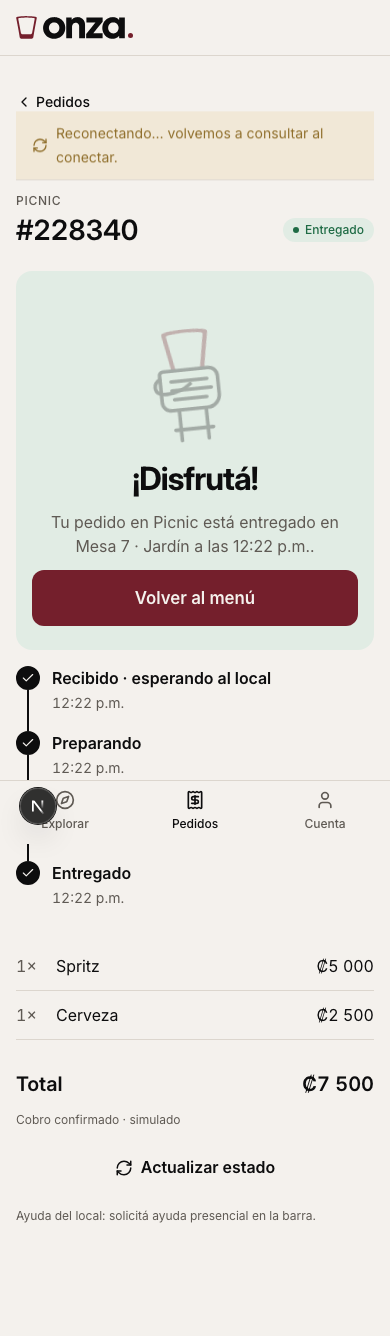 onza.
Pedidos
Reconectando... volvemos a consultar al
conectar.
PICNIC
#228340
Entregado
¡Disfrutá!
Tu pedido en Picnic está entregado en
Mesa 7 · Jardín a las 12:22 p.m..
Volver al menú
Recibido · esperando al local
12:22 p.m.
Preparando
12:22 p.m.
N
Explorar
Pedidos
Cuenta
Entregado
12:22 p.m.
1× Spritz ₡5 000
1× Cerveza ₡2 500
Total ₡7 500
Cobro confirmado · simulado
Actualizar estado
Ayuda del local: solicitá ayuda presencial en la barra.